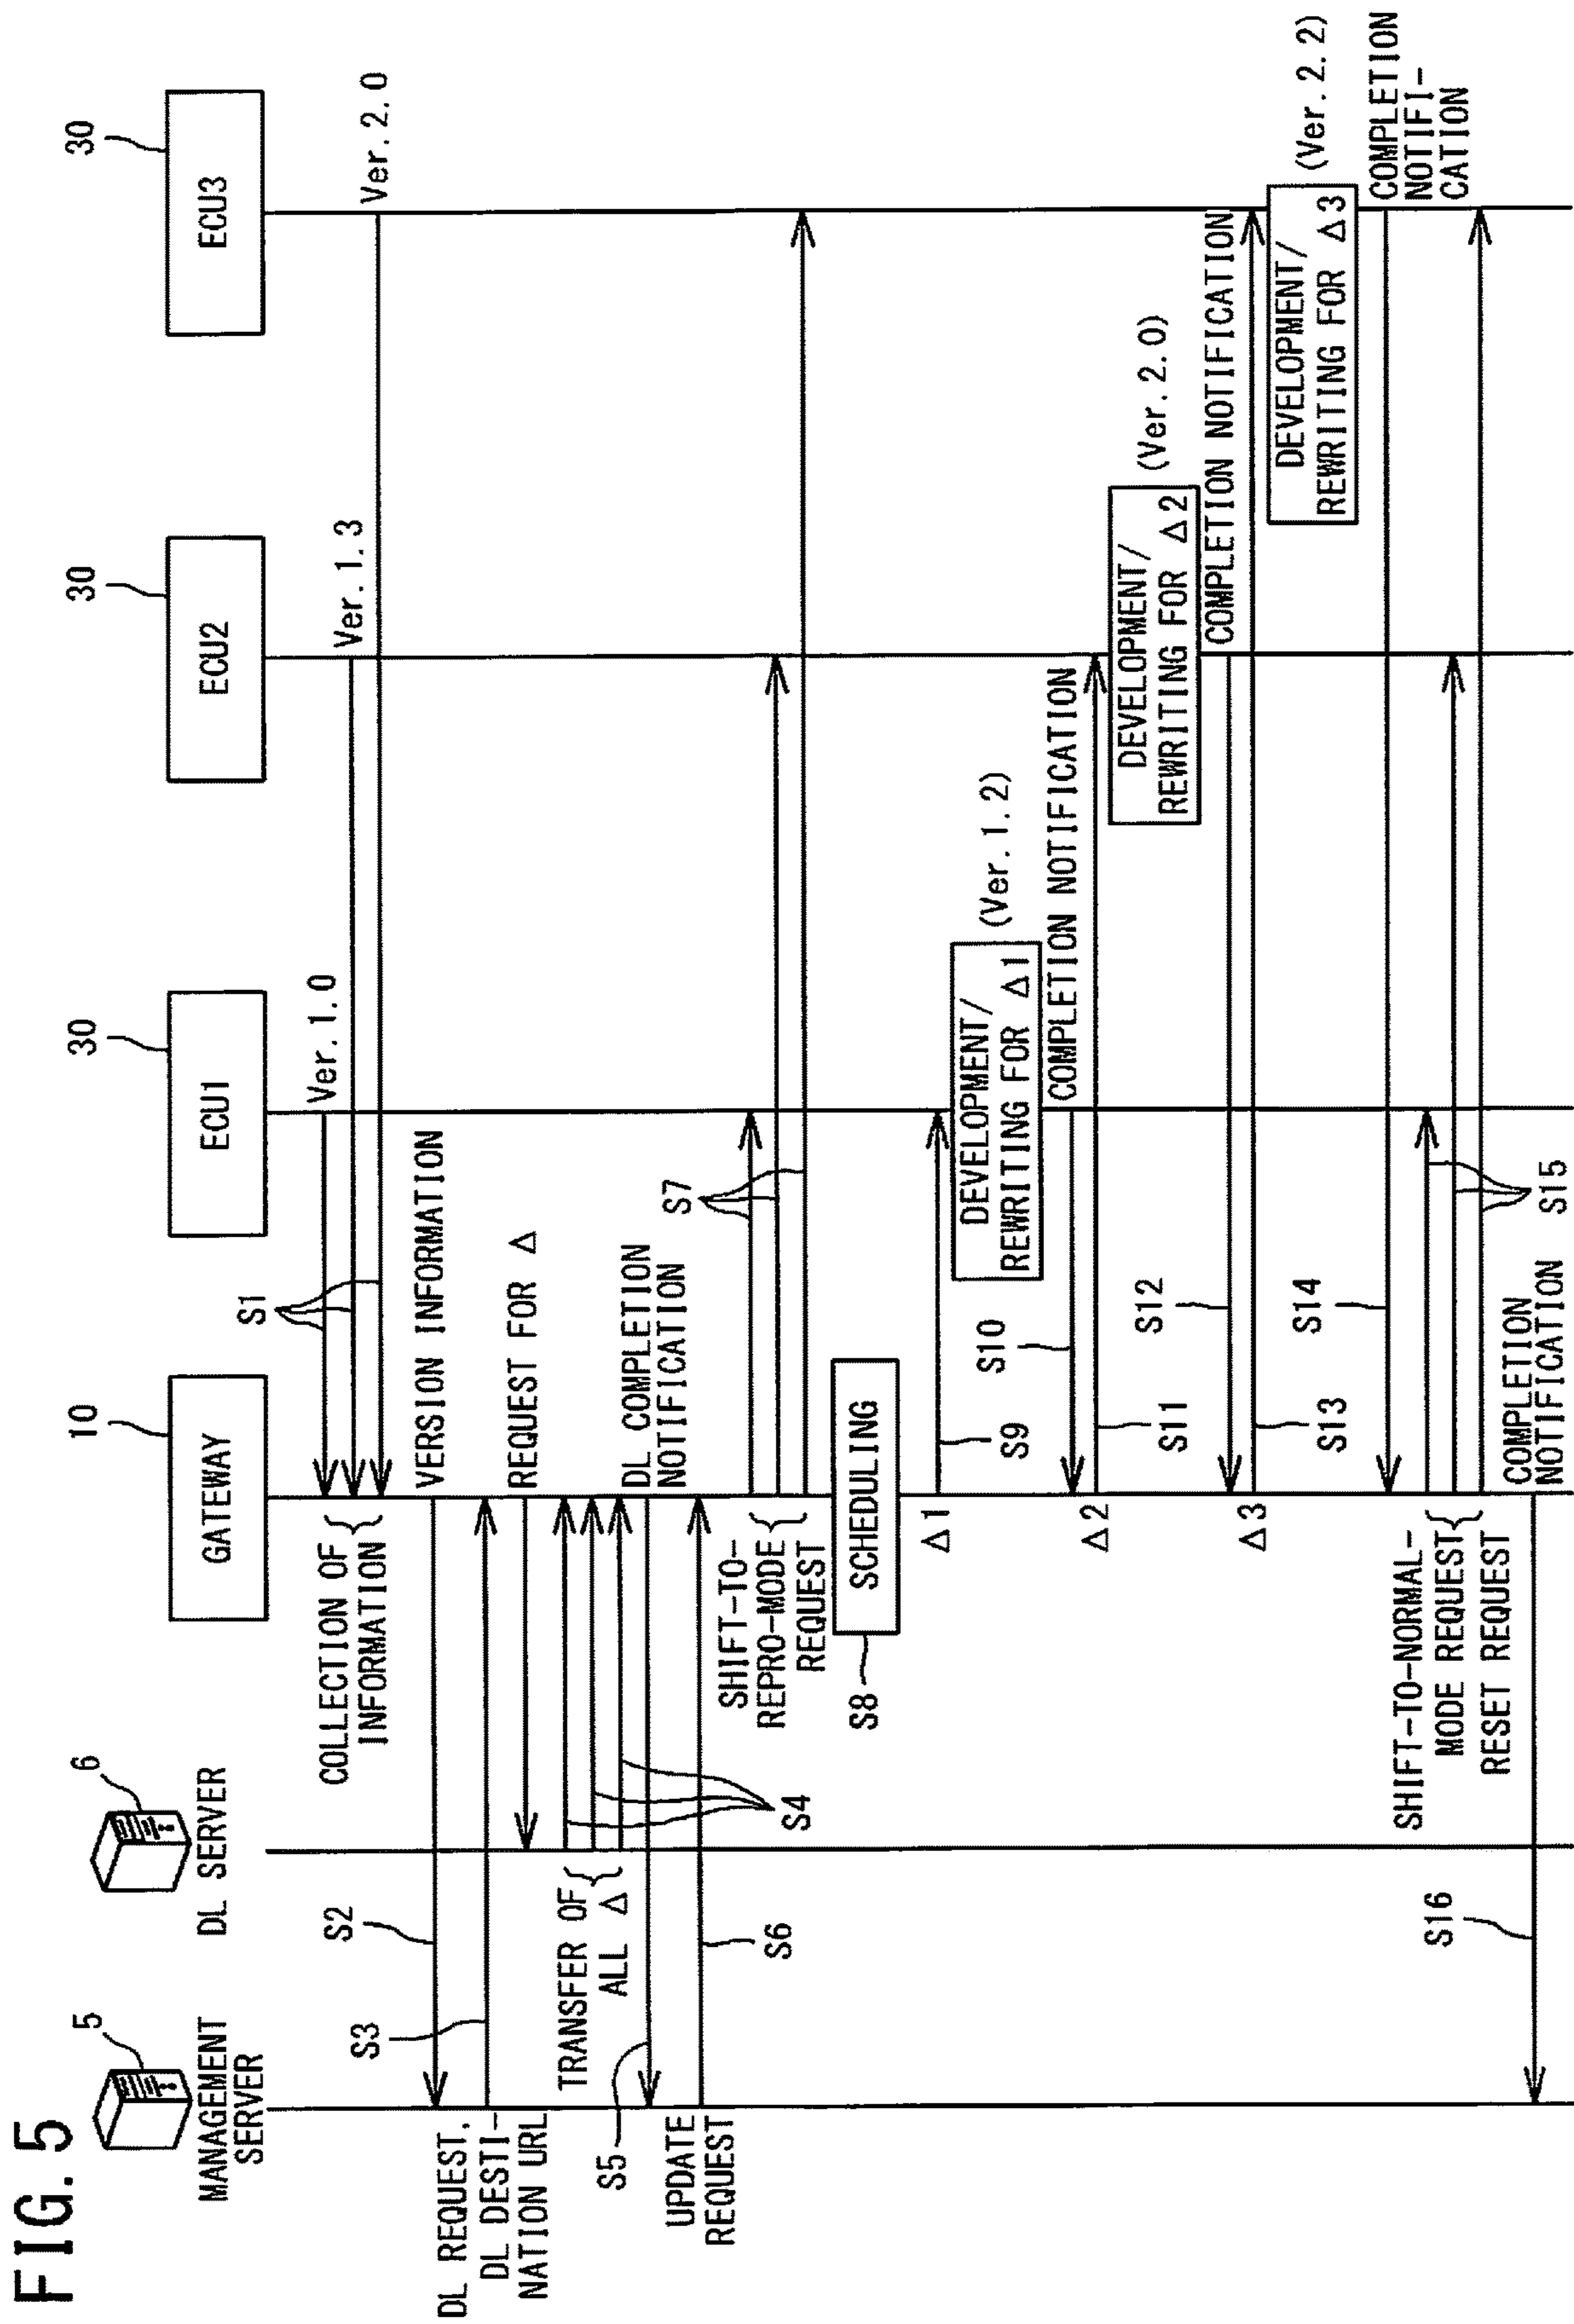 FIG. 5
5
MANAGEMENT
SERVER
6
DL SERVER
10
GATEWAY
30
ECU1
30
ECU2
30
ECU3
COLLECTION OF
INFORMATION
S1
Ver. 1. 0
Ver. 1. 3
Ver. 2. 0
S2
VERSION INFORMATION
DL REQUEST,
DL DESTI-
NATION URL
S3
REQUEST FOR Δ
TRANSFER OF
ALL Δ
S4
S5
DL COMPLETION
NOTIFICATION
UPDATE
REQUEST
S6
SHIFT-TO-
REPRO-MODE
REQUEST
S7
S8
SCHEDULING
Δ1
S9
DEVELOPMENT/
REWRITING FOR Δ1
(Ver. 1. 2)
S10
COMPLETION NOTIFICATION
Δ2
S11
DEVELOPMENT/
REWRITING FOR Δ2
(Ver. 2. 0)
S12
COMPLETION NOTIFICATION
Δ3
S13
DEVELOPMENT/
REWRITING FOR Δ3
(Ver. 2. 2)
S14
COMPLETION
NOTIFI-
CATION
SHIFT-TO-NORMAL-
MODE REQUEST
RESET REQUEST
S15
COMPLETION
NOTIFICATION
S16